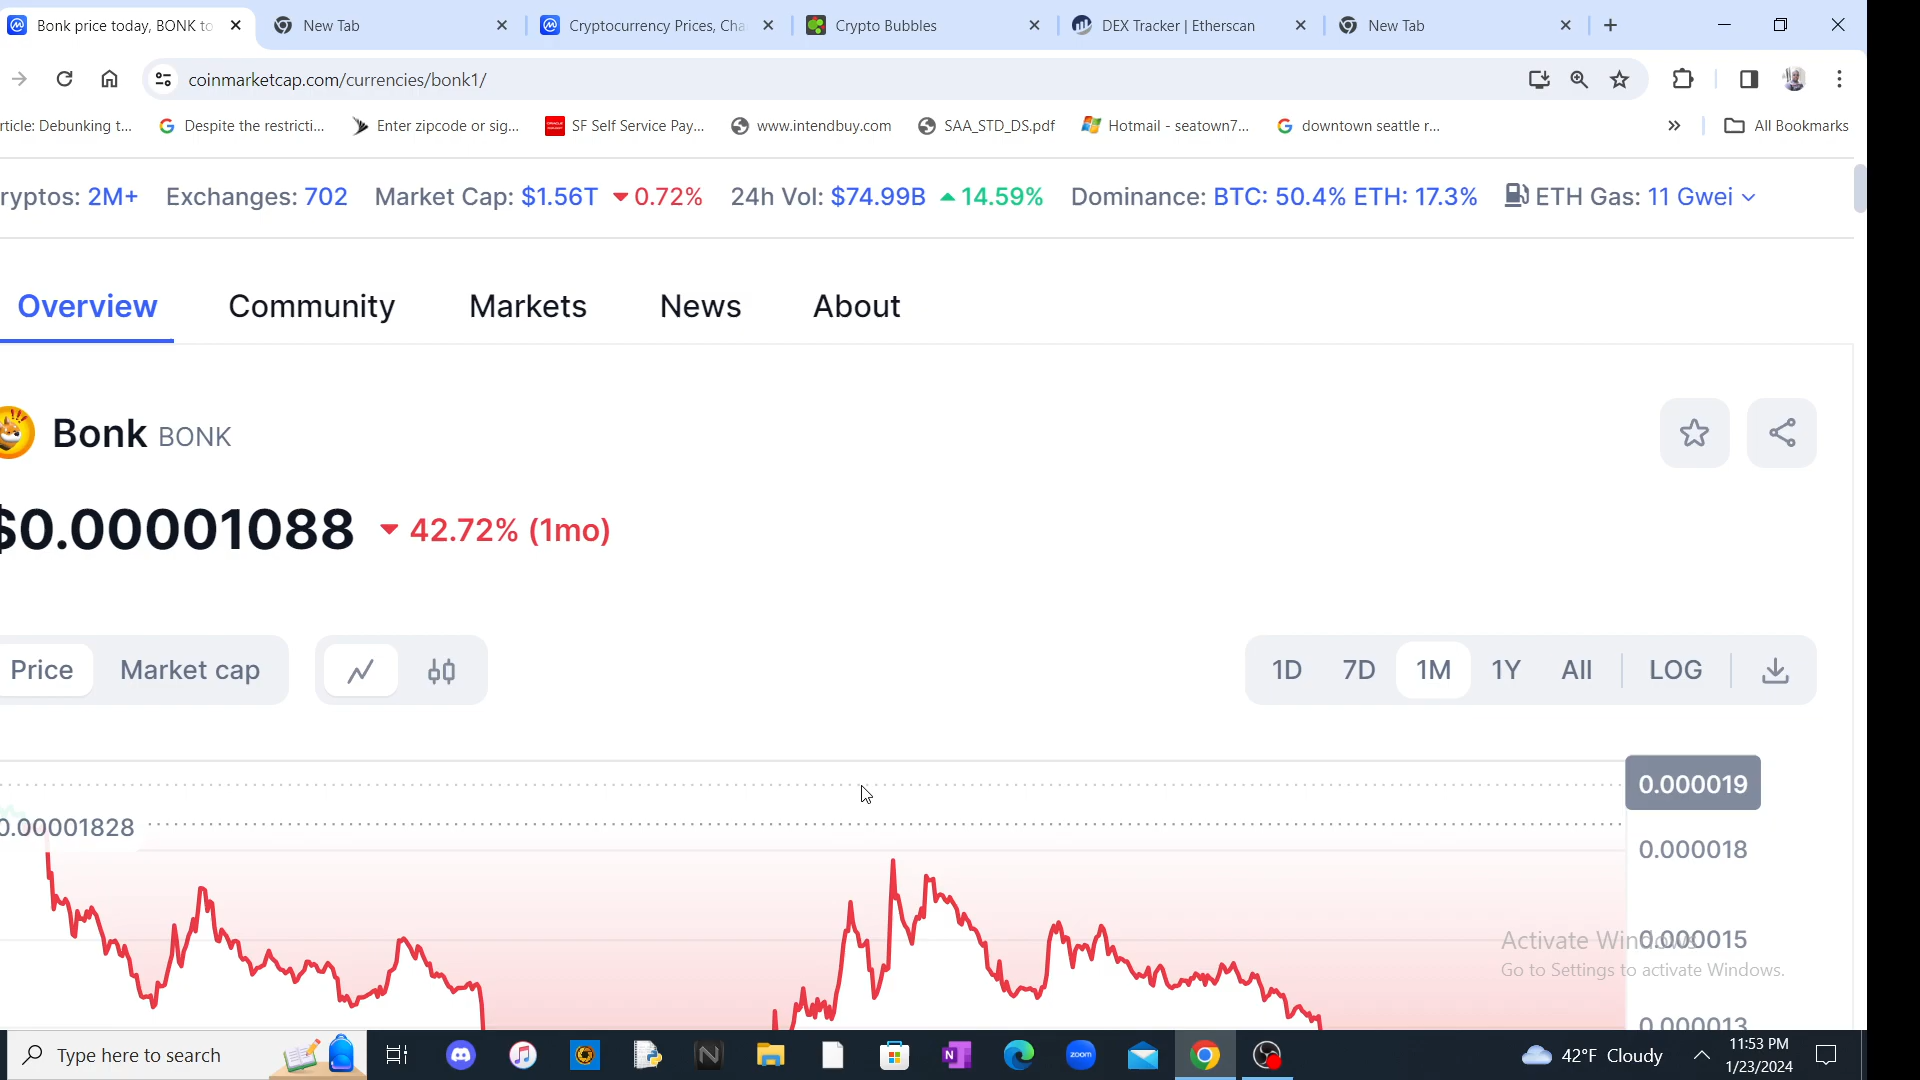 Bonk price today, BONK to
New Tab
Cryptocurrency Prices, Cha
Crypto Bubbles
DEX Tracker | Etherscan
New Tab
coinmarketcap.com/currencies/bonk1/
rticle: Debunking t...
Despite the restricti...
Enter zipcode or sig...
SF Self Service Pay...
www.intendbuy.com
SAA_STD_DS.pdf
Hotmail - seatown7...
downtown seattle r...
All Bookmarks
ryptos: 2M+ Exchanges: 702 Market Cap: $1.56T 0.72% 24h Vol: $74.99B 14.59% Dominance: BTC: 50.4% ETH: 17.3% ETH Gas: 11 Gwei
Overview Community Markets News About
Bonk BONK
$0.00001088 42.72% (1mo)
Price Market cap
1D 7D 1M 1Y All LOG
0.000019
0.00001828
0.000018
0.000015
Activate Windows
Go to Settings to activate Windows.
0.000013
Type here to search
zoom
42°F Cloudy
11:53 PM
1/23/2024